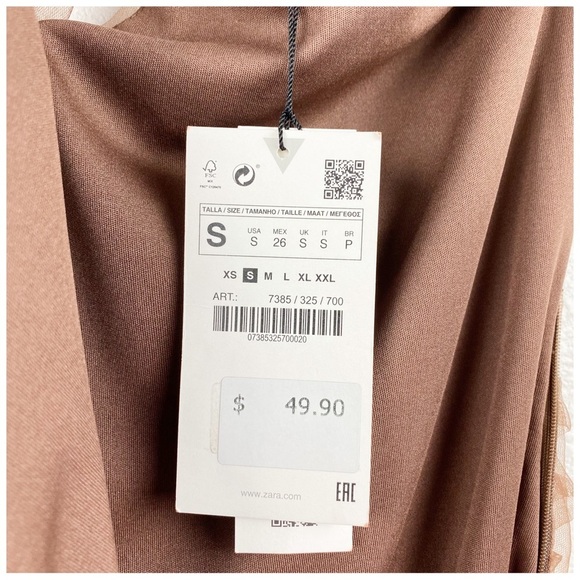 FSC
®
TALLA / SIZE / TAMANHO / TAILLE / MAAT / ΜΕΓΕΘΟΣ
S USA MEX UK IT BR
S 26 S S P
XS S M L XL XXL
ART.: 7385 / 325 / 700
07385325700020
$ 49.90
www.zara.com EAC